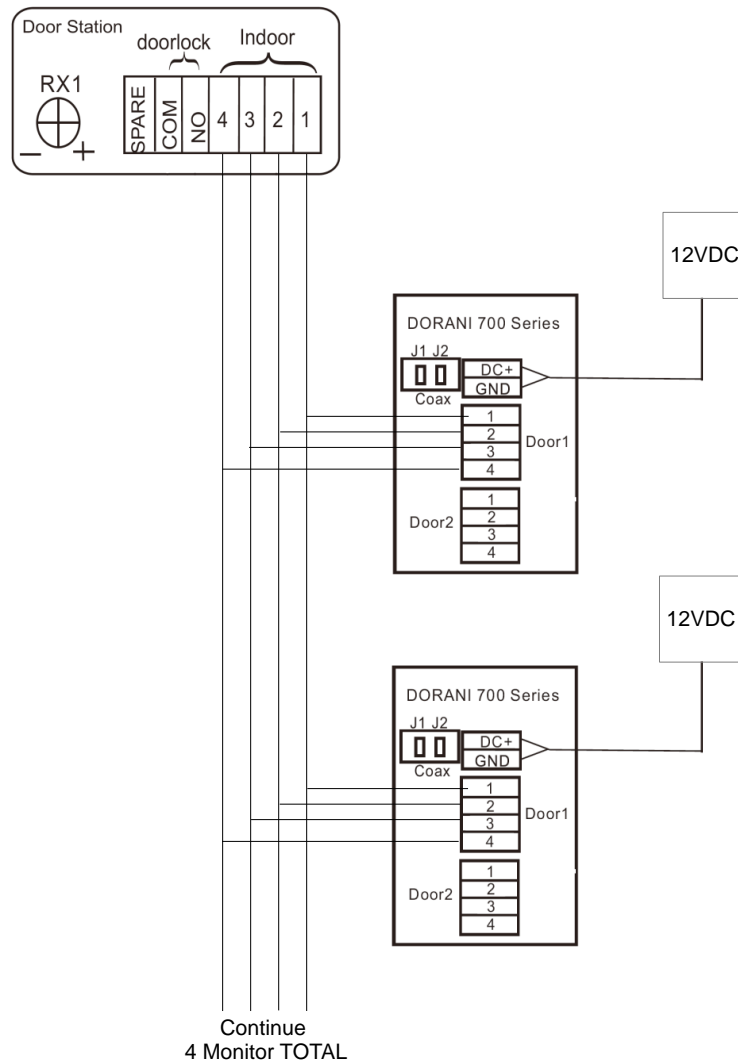 Door Station
doorlock
Indoor
RX1
SPARE
COM
NO
4
3
2
1
12VDC
DORANI 700 Series
J1 J2
DC+
GND
Coax
1
2
3
4
Door1
1
2
3
4
Door2
12VDC
DORANI 700 Series
J1 J2
DC+
GND
Coax
1
2
3
4
Door1
1
2
3
4
Door2
Continue
4 Monitor TOTAL